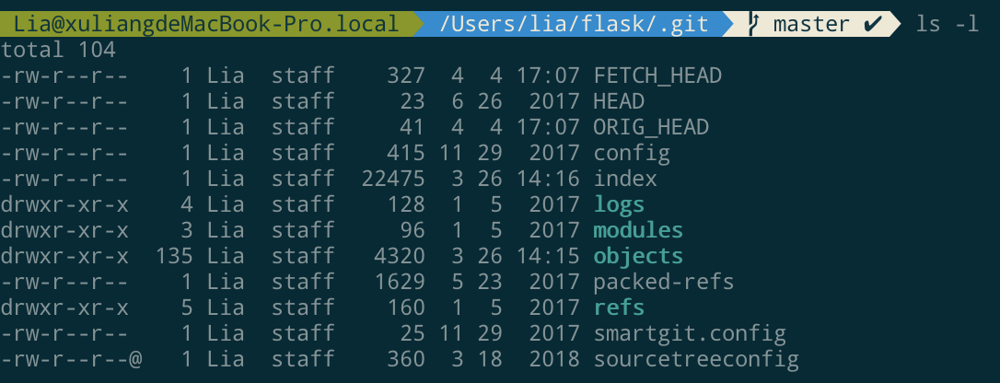 Lia@xuliangdeMacBook-Pro.local /Users/lia/flask/.git master ✔ ls -l
total 104
-rw-r--r-- 1 Lia staff 327 4 4 17:07 FETCH_HEAD
-rw-r--r-- 1 Lia staff 23 6 26 2017 HEAD
-rw-r--r-- 1 Lia staff 41 4 4 17:07 ORIG_HEAD
-rw-r--r-- 1 Lia staff 415 11 29 2017 config
-rw-r--r-- 1 Lia staff 22475 3 26 14:16 index
drwxr-xr-x 4 Lia staff 128 1 5 2017 logs
drwxr-xr-x 3 Lia staff 96 1 5 2017 modules
drwxr-xr-x 135 Lia staff 4320 3 26 14:15 objects
-rw-r--r-- 1 Lia staff 1629 5 23 2017 packed-refs
drwxr-xr-x 5 Lia staff 160 1 5 2017 refs
-rw-r--r-- 1 Lia staff 25 11 29 2017 smartgit.config
-rw-r--r--@ 1 Lia staff 360 3 18 2018 sourcetreeconfig